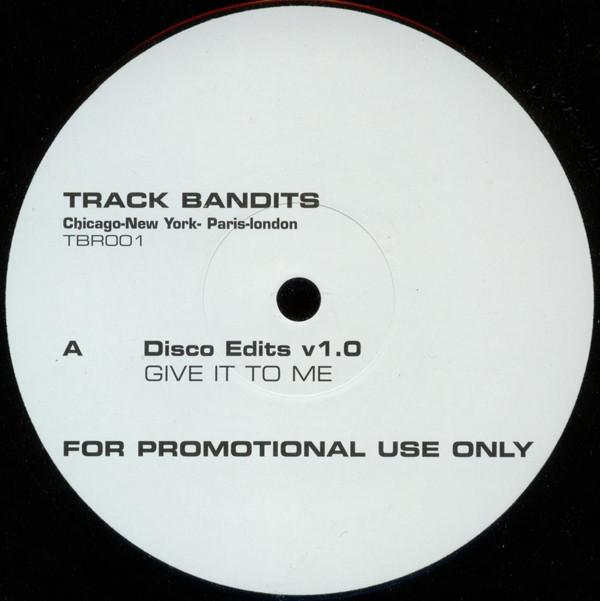 TRACK BANDITS
Chicago-New York- Paris-london
TBR001
A Disco Edits v1.0
GIVE IT TO ME
FOR PROMOTIONAL USE ONLY